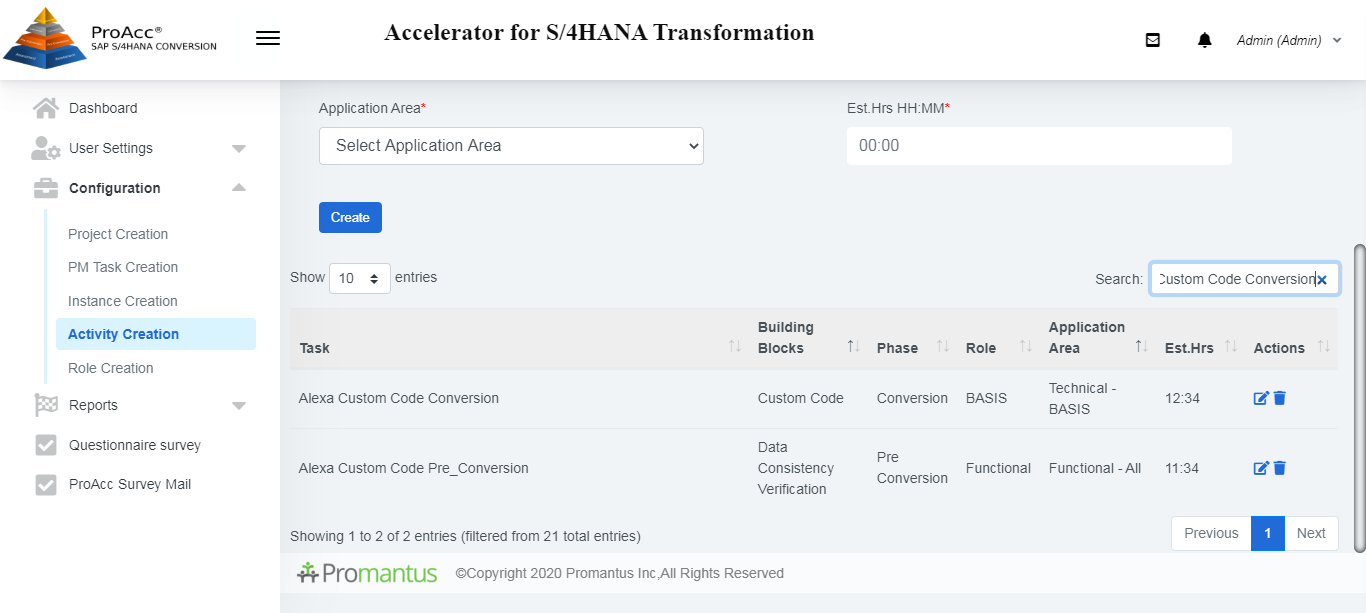 ProAcc®
SAP S/4HANA CONVERSION
Accelerator for S/4HANA Transformation
Admin (Admin)
Dashboard
User Settings
Configuration
Project Creation
PM Task Creation
Instance Creation
Activity Creation
Role Creation
Reports
Questionnaire survey
ProAcc Survey Mail
Application Area*
Est.Hrs HH:MM*
Select Application Area
00:00
Create
Show 10 entries
Search: Custom Code Conversion
Task
Building Blocks
Phase
Role
Application Area
Est.Hrs
Actions
Alexa Custom Code Conversion
Custom Code
Conversion
BASIS
Technical -
BASIS
12:34
Alexa Custom Code Pre_Conversion
Data
Consistency
Verification
Pre
Conversion
Functional
Functional - All
11:34
Showing 1 to 2 of 2 entries (filtered from 21 total entries)
Previous 1 Next
Promantus
©Copyright 2020 Promantus Inc,All Rights Reserved